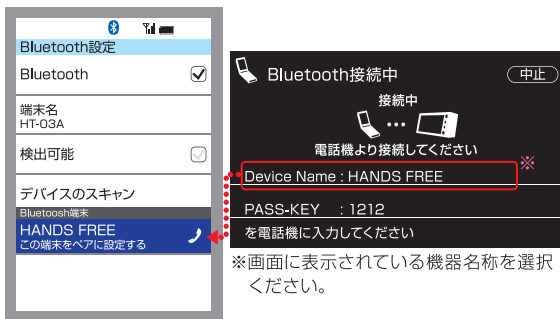 Bluetooth設定
Bluetooth
端末名
HT-03A
検出可能
デバイスのスキャン
Bluetoosh端末
HANDS FREE
この端末をペアに設定する
Bluetooth接続中
中止
接続中
電話機より接続してください
※
Device Name : HANDS FREE
PASS-KEY : 1212
を電話機に入力してください
※画面に表示されている機器名称を選択
ください。